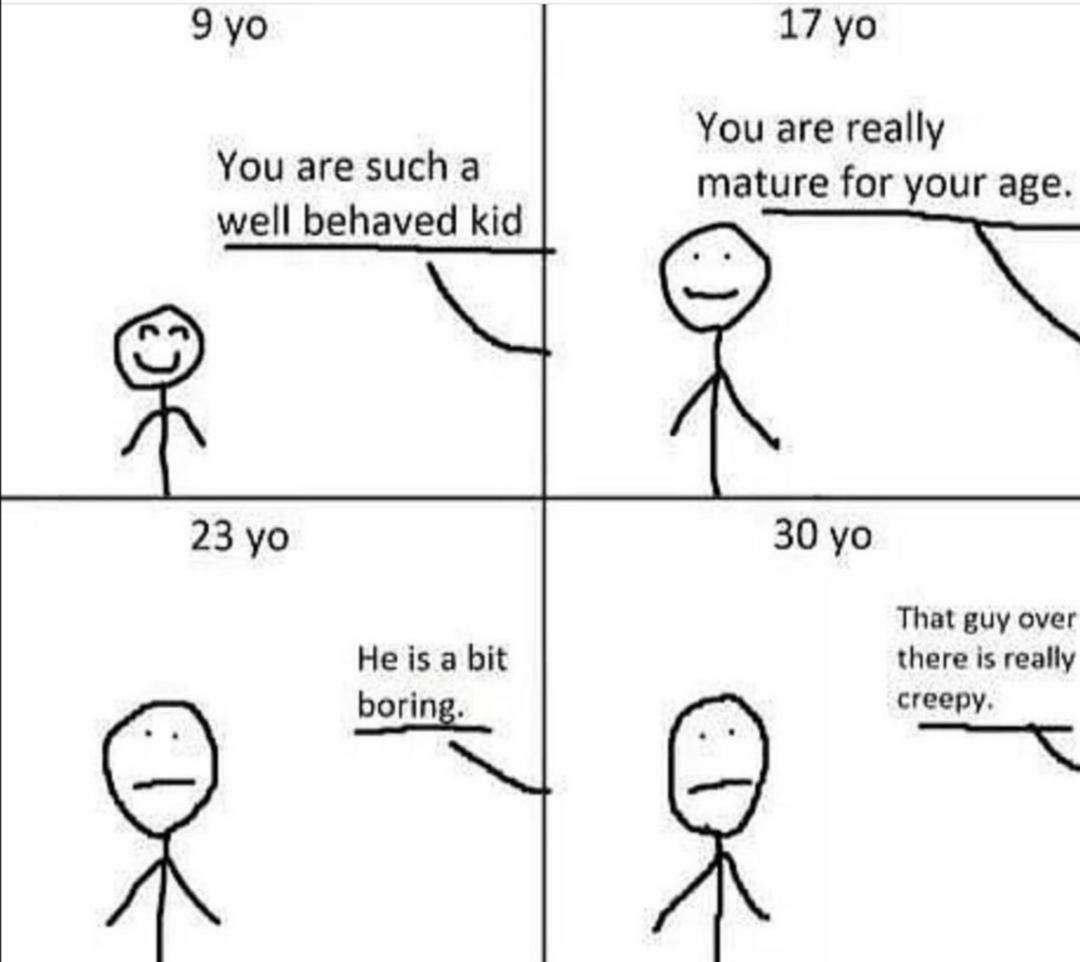 9 yo
You are such a
well behaved kid
17 yo
You are really
mature for your age.
23 yo
He is a bit
boring.
30 yo
That guy over
there is really
creepy.